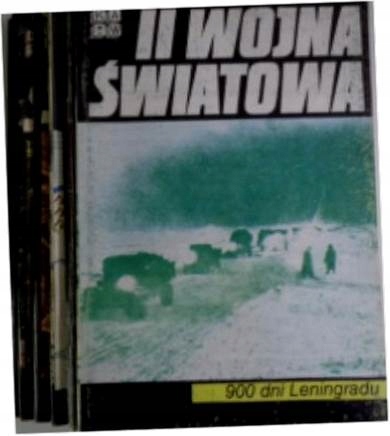 II WOJNA
ŚWIATOWA
900 dni Leningradu